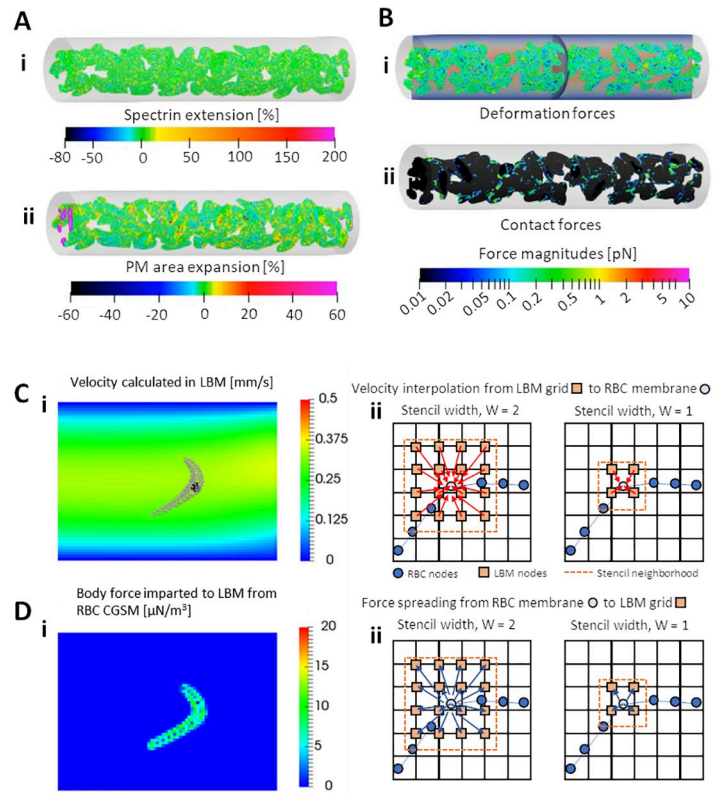 A
i
Spectrin extension [%]
-80 -50 0 50 100 150 200
ii
PM area expansion [%]
-60 -40 -20 0 20 40 60
B
i
Deformation forces
ii
Contact forces
Force magnitudes [pN]
0.01 0.02 0.05 0.1 0.2 0.5 1 2 5 10
C
i
Velocity calculated in LBM [mm/s]
0.5
0.375
0.25
0.125
0
Velocity interpolation from LBM grid to RBC membrane
ii
Stencil width, W = 2
Stencil width, W = 1
RBC nodes
LBM nodes
Stencil neighborhood
D
i
Body force imparted to LBM from
RBC CGSM [µN/m³]
20
15
10
5
0
Force spreading from RBC membrane to LBM grid
ii
Stencil width, W = 2
Stencil width, W = 1